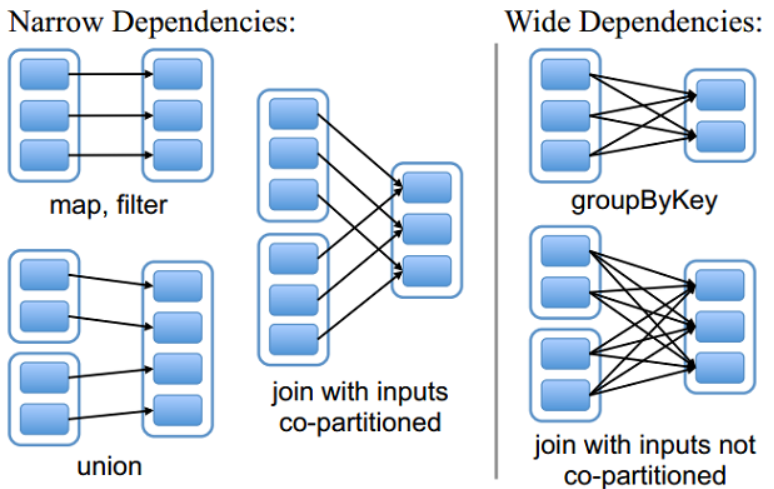 Narrow Dependencies:
Wide Dependencies:
map, filter
groupByKey
join with inputs
co-partitioned
union
join with inputs not
co-partitioned